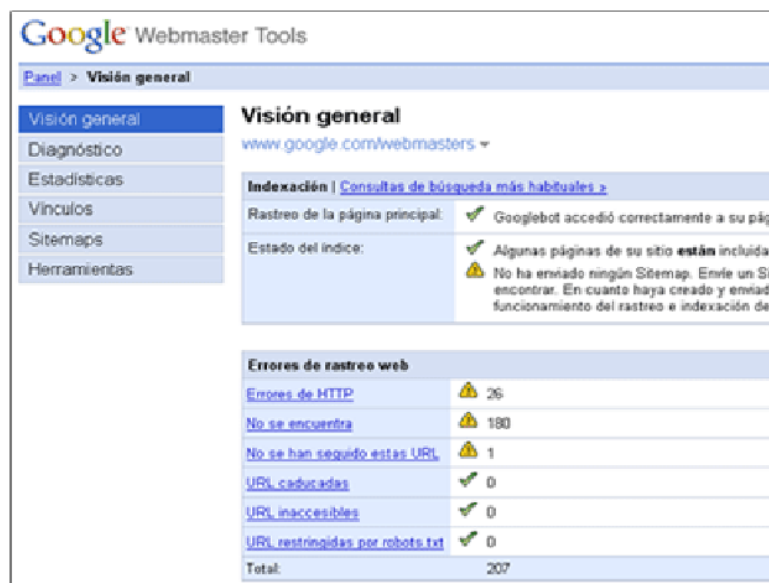 Google Webmaster Tools
Panel > Visión general
Visión general
Diagnóstico
Estadísticas
Vínculos
Sitemaps
Herramientas
Visión general
www.google.com/webmasters
Indexación | Consultas de búsqueda más habituales »
Rastreo de la página principal: Googlebot accedió correctamente a su pág
Estado del índice: Algunas páginas de su sitio están incluida
No ha enviado ningún Sitemap. Envíe un Si
encontrar. En cuanto haya creado y enviad
funcionamiento del rastreo e indexación de
Errores de rastreo web
Errores de HTTP 26
No se encuentra 180
No se han seguido estas URL 1
URL caducadas 0
URL inaccesibles 0
URL restringidas por robots.txt 0
Total: 207